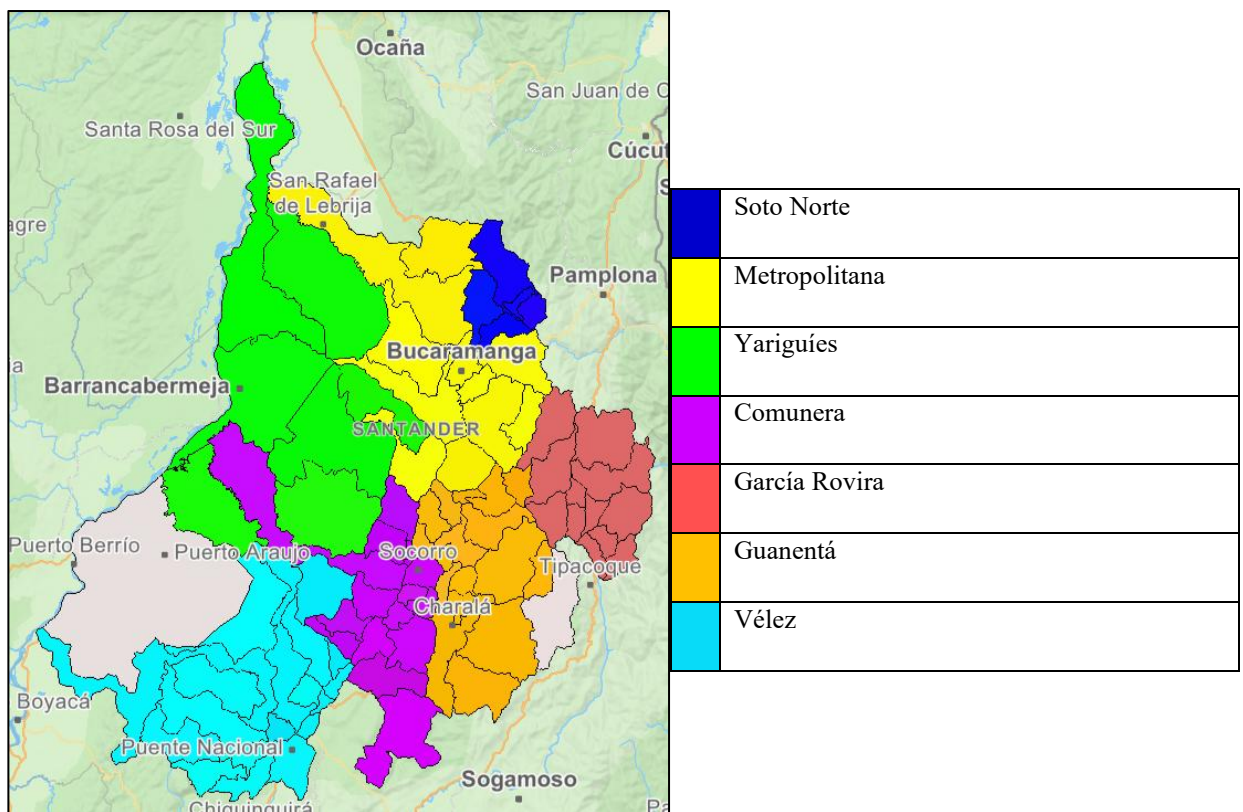 Ocaña
San Juan de C
Santa Rosa del Sur
Cúcut
San Rafael
de Lebrija
agre
Pamplona
Bucaramanga
Barrancabermeja
SANTANDER
Puerto Berrío
Puerto Araujo
Socorro
Tipacoque
Charalá
Boyacá
Puente Nacional
Sogamoso
Chiquinquirá
Pa
Soto Norte
Metropolitana
Yariguíes
Comunera
García Rovira
Guanentá
Vélez